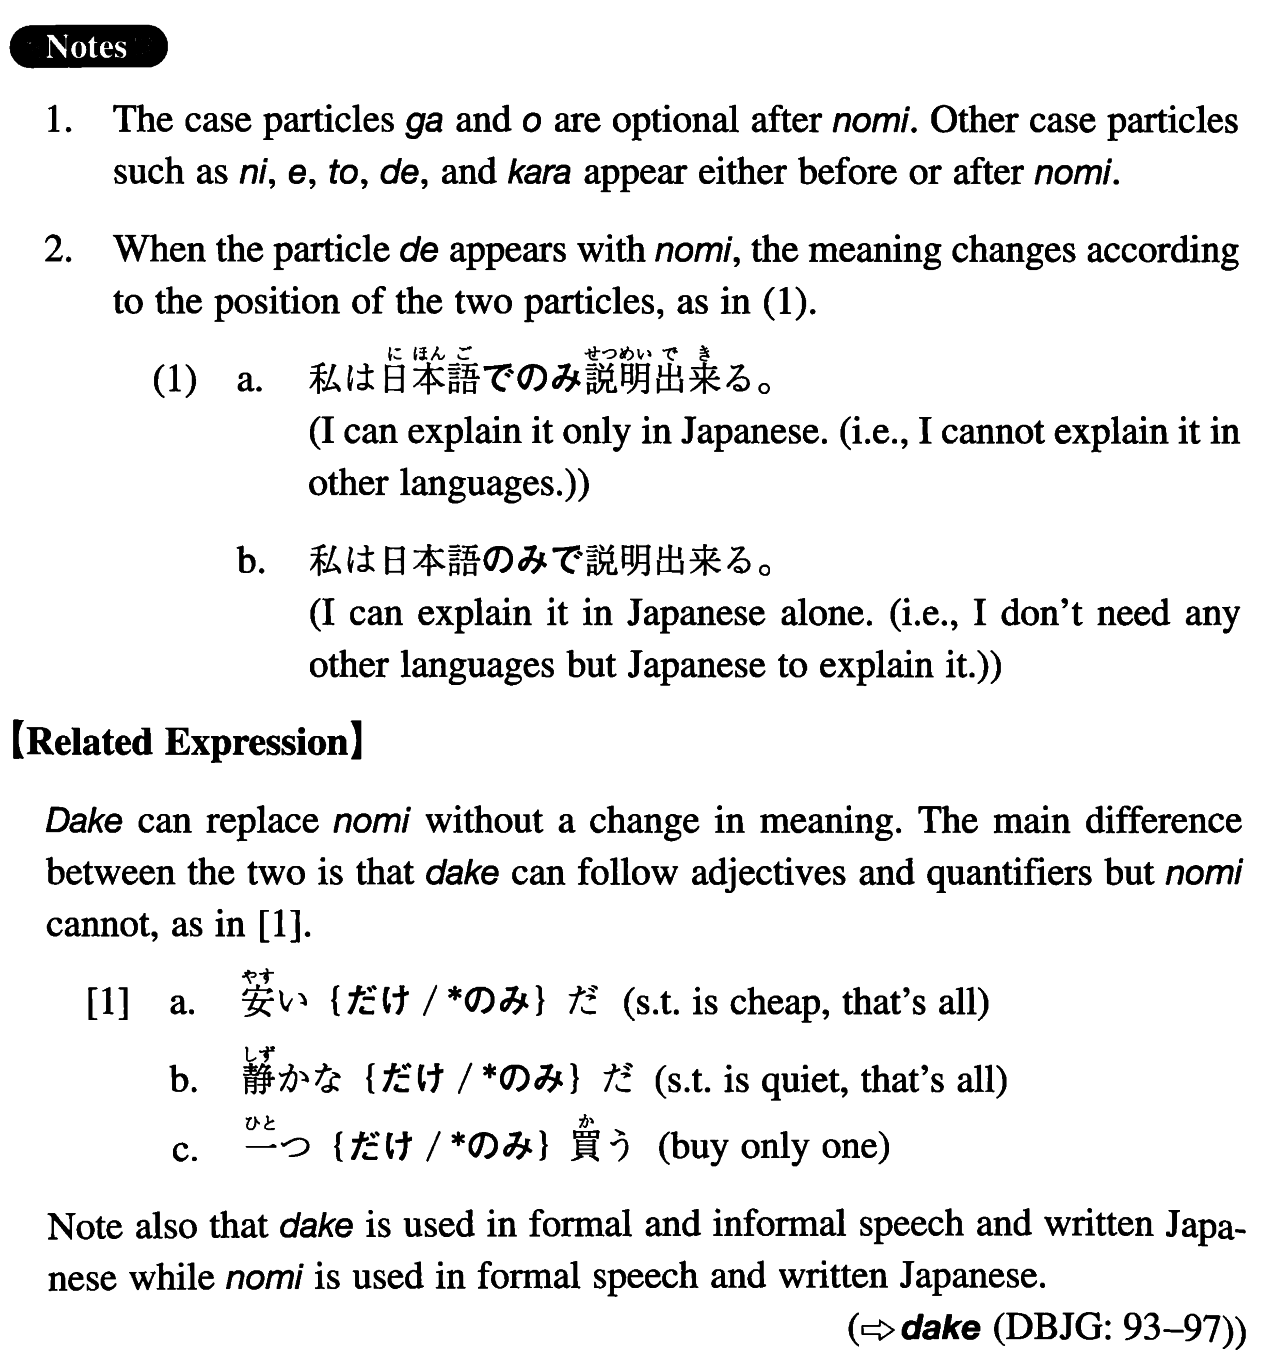 Notes
1. The case particles ga and o are optional after nomi. Other case particles
such as ni, e, to, de, and kara appear either before or after nomi.
2. When the particle de appears with nomi, the meaning changes according
to the position of the two particles, as in (1).
に ほん ご せつめい で き
(1) a. 私は日本語でのみ説明出来る。
(I can explain it only in Japanese. (i.e., I cannot explain it in
other languages.))
b. 私は日本語のみで説明出来る。
(I can explain it in Japanese alone. (i.e., I don't need any
other languages but Japanese to explain it.))
【Related Expression】
Dake can replace nomi without a change in meaning. The main difference
between the two is that dake can follow adjectives and quantifiers but nomi
cannot, as in [1].
やす
[1] a. 安い {だけ / *のみ} だ (s.t. is cheap, that's all)
しず
b. 静かな {だけ / *のみ} だ (s.t. is quiet, that's all)
ひと か
c. 一つ {だけ / *のみ} 買う (buy only one)
Note also that dake is used in formal and informal speech and written Japa-
nese while nomi is used in formal speech and written Japanese.
(⇨dake (DBJG: 93–97))